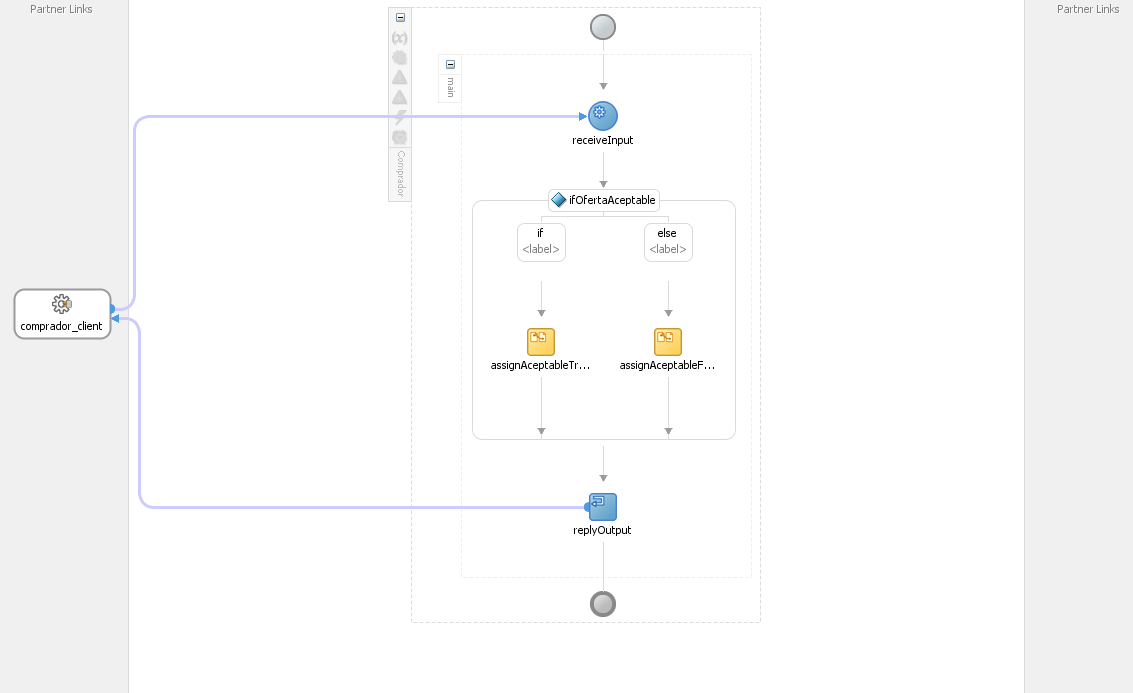 Partner Links
Partner Links
(x)
main
Comprador
receiveInput
ifOfertaAceptable
if
<label>
else
<label>
comprador_client
assignAceptableTr...
assignAceptableF...
replyOutput